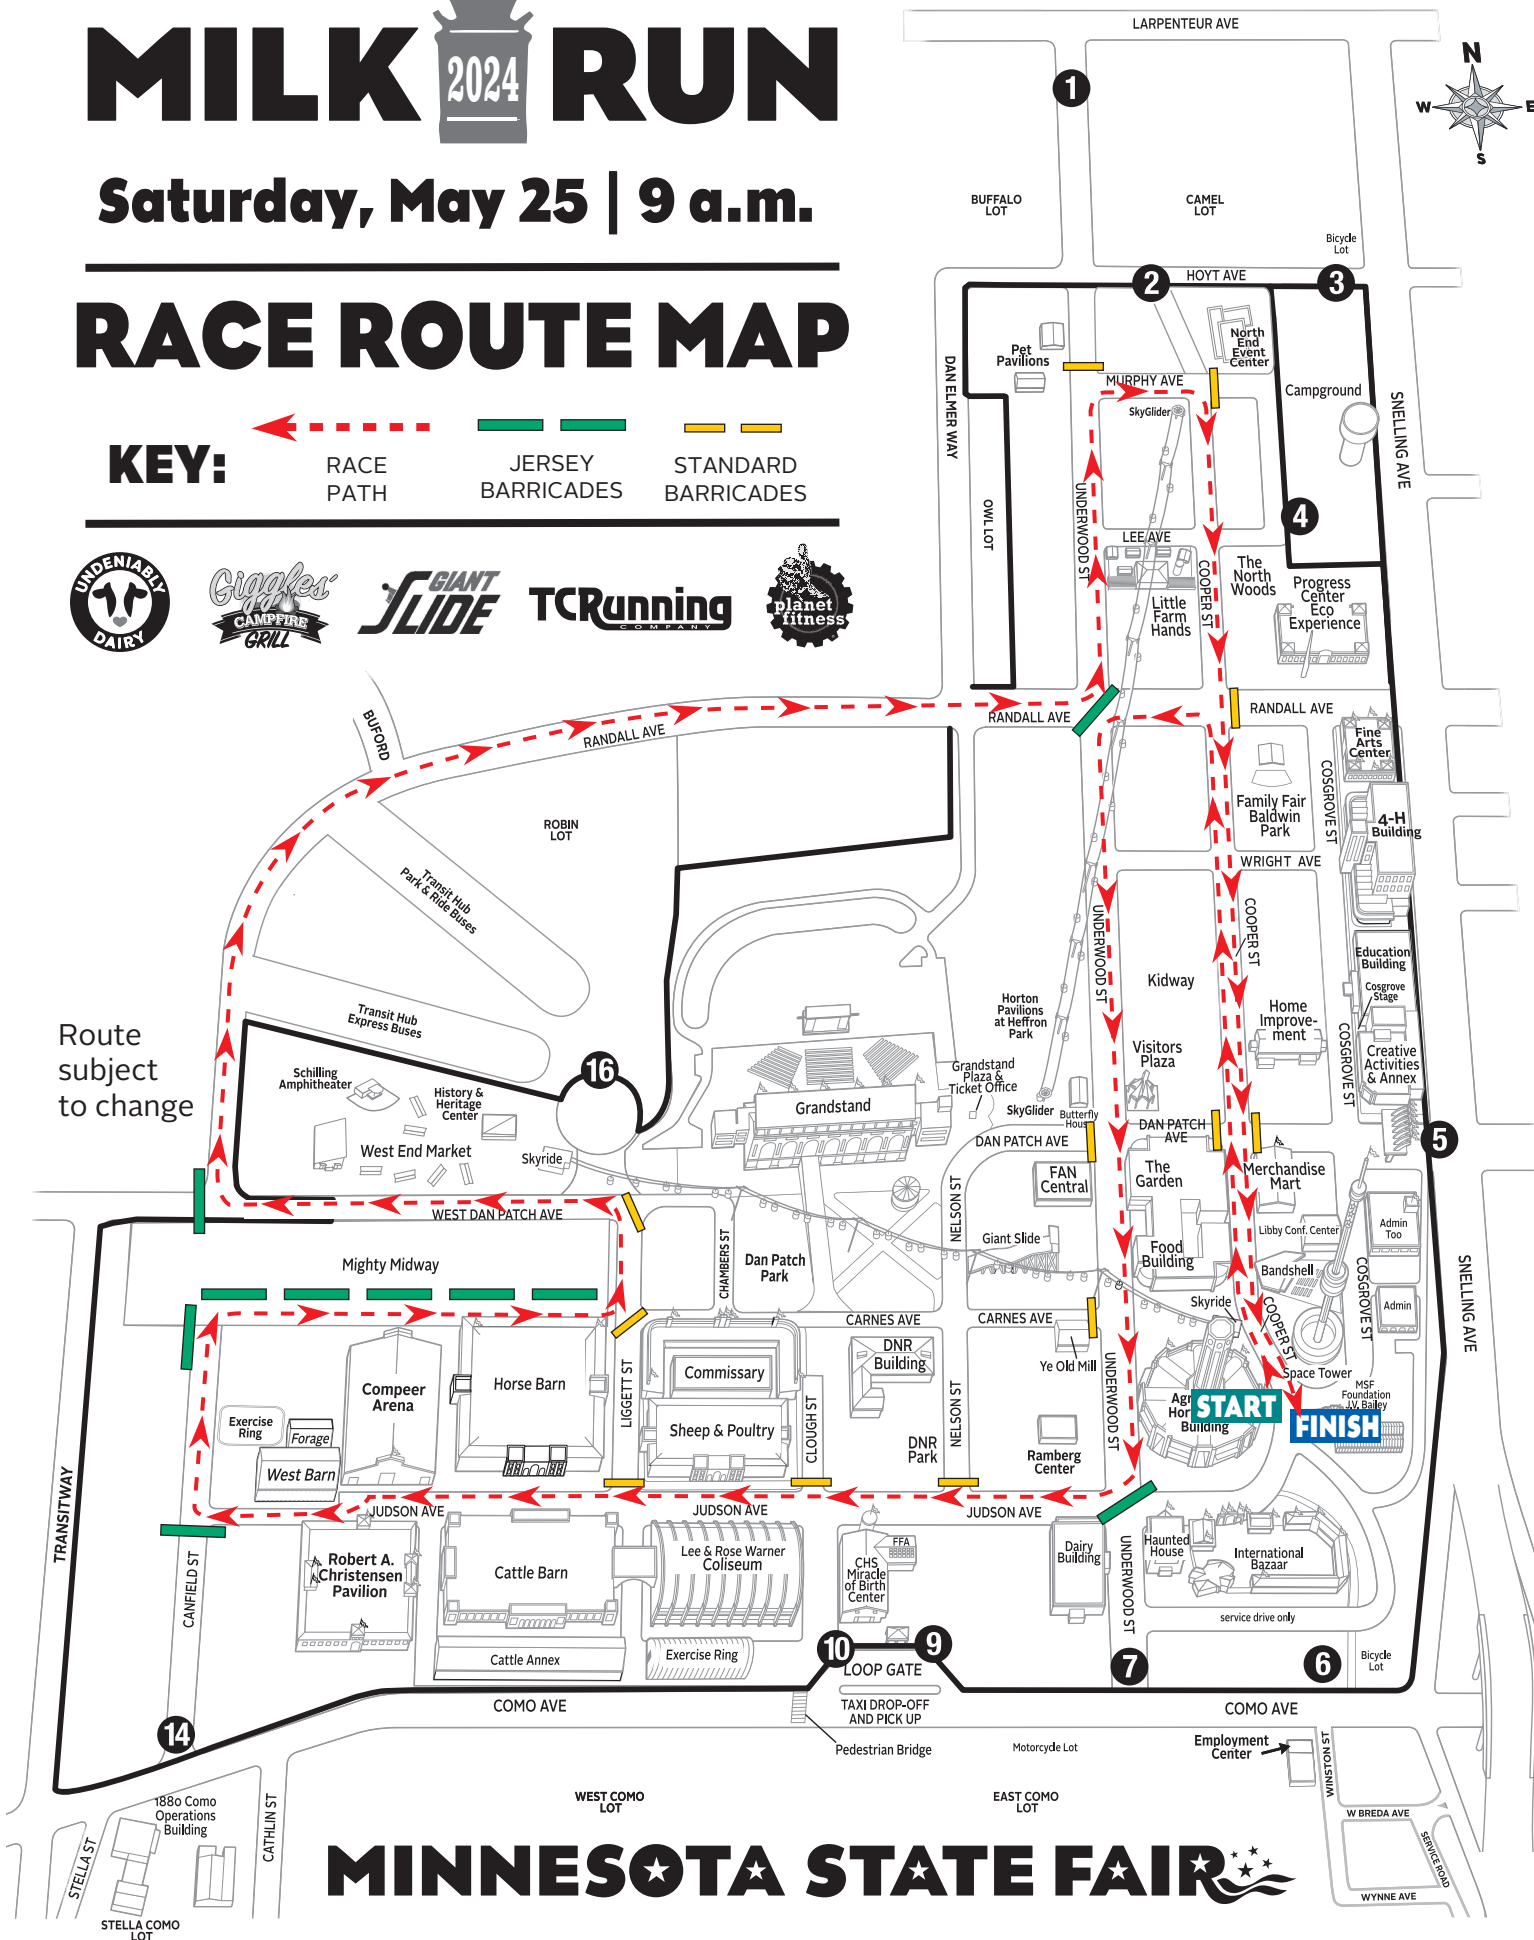 MILK RUN
2024
Saturday, May 25 | 9 a.m.
RACE ROUTE MAP
KEY:
RACE
PATH
JERSEY
BARRICADES
STANDARD
BARRICADES
UNDENIABLY
DAIRY
Giggles'
CAMPFIRE
GRILL
GIANT
SLIDE
TCRunning
COMPANY
planet
fitness
Route
subject
to change
N
W
E
S
LARPENTEUR AVE
1
BUFFALO
LOT
CAMEL
LOT
Bicycle
Lot
HOYT AVE
2
3
Pet
Pavilions
North
End
Event
Center
DAN ELMER WAY
MURPHY AVE
SkyGlider
Campground
SNELLING AVE
OWL LOT
UNDERWOOD ST
4
LEE AVE
COOPER ST
The
North
Woods
Little
Farm
Hands
Progress
Center
Eco
Experience
RANDALL AVE
RANDALL AVE
RANDALL AVE
BUFORD
Fine
Arts
Center
COSGROVE ST
ROBIN
LOT
Family Fair
Baldwin
Park
4-H
Building
WRIGHT AVE
Transit Hub
Park & Ride Buses
UNDERWOOD ST
COOPER ST
Education
Building
Kidway
Cosgrove
Stage
Transit Hub
Express Buses
Horton
Pavilions
at Heffron
Park
Home
Improve-
ment
COSGROVE ST
Creative
Activities
& Annex
Visitors
Plaza
16
Schilling
Amphitheater
History &
Heritage
Center
Grandstand
Grandstand
Plaza &
Ticket Office
SkyGlider
Butterfly
House
DAN PATCH AVE
DAN PATCH
AVE
5
West End Market
Skyride
FAN
Central
The
Garden
Merchandise
Mart
WEST DAN PATCH AVE
NELSON ST
Giant Slide
Libby Conf. Center
Admin
Too
Mighty Midway
CHAMBERS ST
Dan Patch
Park
Food
Building
Bandshell
COSGROVE ST
SNELLING AVE
Skyride
Admin
CARNES AVE
CARNES AVE
COOPER ST
DNR
Building
Ye Old Mill
Space Tower
MSF
Foundation
J.V. Bailey
Compeer
Arena
Horse Barn
LIGGETT ST
Commissary
UNDERWOOD ST
START
FINISH
Building
Exercise
Ring
Forage
Sheep & Poultry
CLOUGH ST
NELSON ST
DNR
Park
Ramberg
Center
West Barn
JUDSON AVE
JUDSON AVE
JUDSON AVE
TRANSITWAY
CANFIELD ST
Robert A.
Christensen
Pavilion
Cattle Barn
Lee & Rose Warner
Coliseum
FFA
CHS
Miracle
of Birth
Center
Dairy
Building
UNDERWOOD ST
Haunted
House
International
Bazaar
service drive only
Cattle Annex
Exercise Ring
10
9
LOOP GATE
7
6
Bicycle
Lot
COMO AVE
TAXI DROP-OFF
AND PICK UP
COMO AVE
14
Pedestrian Bridge
Motorcycle Lot
Employment
Center
WINSTON ST
1880 Como
Operations
Building
CATHLIN ST
WEST COMO
LOT
EAST COMO
LOT
W BREDA AVE
SERVICE ROAD
STELLA ST
MINNESOTA STATE FAIR
WYNNE AVE
STELLA COMO
LOT